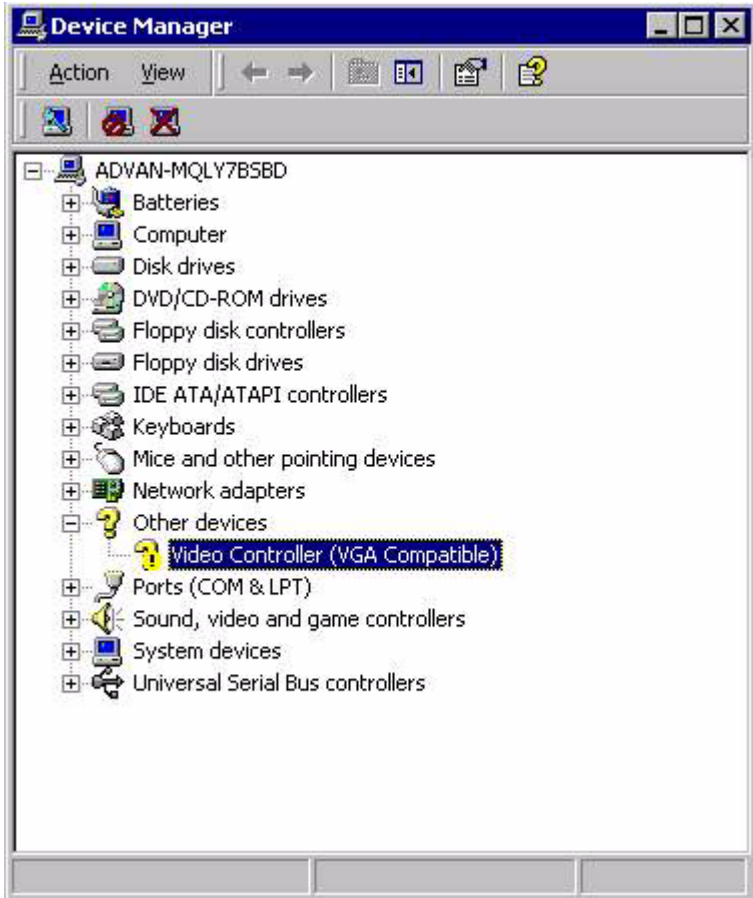 Device Manager
Action View
ADVAN-MQLY7BSBD
Batteries
Computer
Disk drives
DVD/CD-ROM drives
Floppy disk controllers
Floppy disk drives
IDE ATA/ATAPI controllers
Keyboards
Mice and other pointing devices
Network adapters
Other devices
Video Controller (VGA Compatible)
Ports (COM & LPT)
Sound, video and game controllers
System devices
Universal Serial Bus controllers